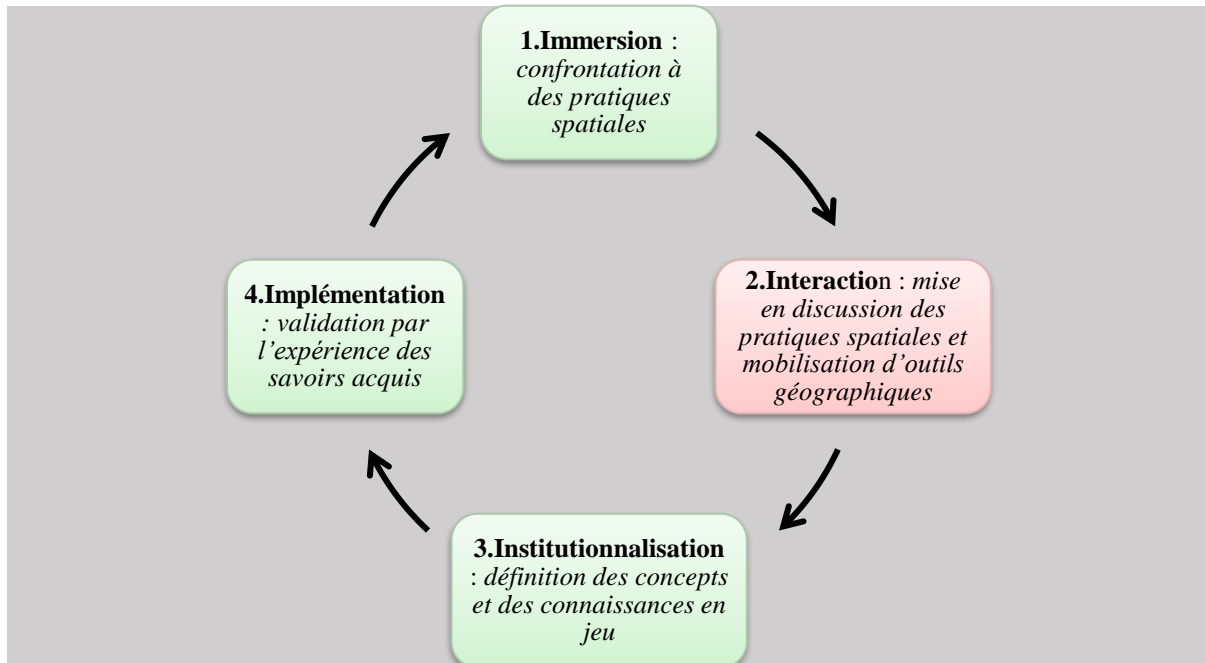 1.Immersion :
confrontation à
des pratiques
spatiales
2.Interaction : mise
en discussion des
pratiques spatiales et
mobilisation d’outils
géographiques
3.Institutionnalisation
: définition des concepts
et des connaissances en
jeu
4.Implémentation
: validation par
l’expérience des
savoirs acquis